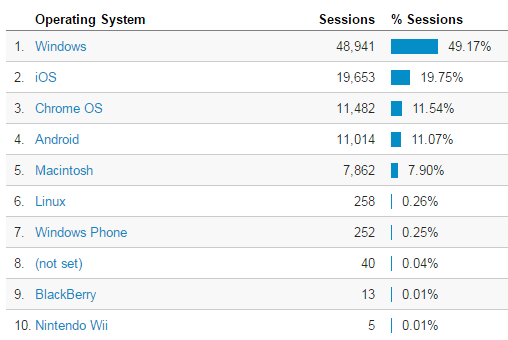 Operating System Sessions % Sessions
1. Windows 48,941 49.17%
2. iOS 19,653 19.75%
3. Chrome OS 11,482 11.54%
4. Android 11,014 11.07%
5. Macintosh 7,862 7.90%
6. Linux 258 0.26%
7. Windows Phone 252 0.25%
8. (not set) 40 0.04%
9. BlackBerry 13 0.01%
10. Nintendo Wii 5 0.01%